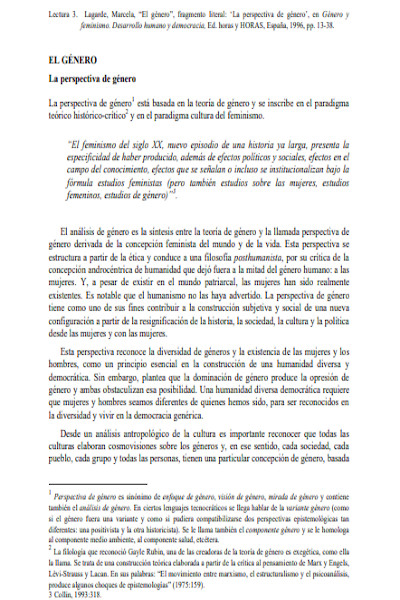 Lectura 3. Lagarde, Marcela, “El género”, fragmento literal: ‘La perspectiva de género’, en Género y
feminismo. Desarrollo humano y democracia, Ed. horas y HORAS, España, 1996, pp. 13-38.
EL GÉNERO
La perspectiva de género
La perspectiva de género1 está basada en la teoría de género y se inscribe en el paradigma
teórico histórico-crítico2 y en el paradigma cultura del feminismo.
“El feminismo del siglo XX, nuevo episodio de una historia ya larga, presenta la
especificidad de haber producido, además de efectos políticos y sociales, efectos en el
campo del conocimiento, efectos que se señalan o incluso se institucionalizan bajo la
fórmula estudios feministas (pero también estudios sobre las mujeres, estudios
femeninos, estudios de género)”3.
El análisis de género es la síntesis entre la teoría de género y la llamada perspectiva de
género derivada de la concepción feminista del mundo y de la vida. Esta perspectiva se
estructura a partir de la ética y conduce a una filosofía posthumanista, por su crítica de la
concepción androcéntrica de humanidad que dejó fuera a la mitad del género humano: a las
mujeres. Y, a pesar de existir en el mundo patriarcal, las mujeres han sido realmente
existentes. Es notable que el humanismo no las haya advertido. La perspectiva de género
tiene como uno de sus fines contribuir a la construcción subjetiva y social de una nueva
configuración a partir de la resignificación de la historia, la sociedad, la cultura y la política
desde las mujeres y con las mujeres.
Esta perspectiva reconoce la diversidad de géneros y la existencia de las mujeres y los
hombres, como un principio esencial en la construcción de una humanidad diversa y
democrática. Sin embargo, plantea que la dominación de género produce la opresión de
género y ambas obstaculizan esa posibilidad. Una humanidad diversa democrática requiere
que mujeres y hombres seamos diferentes de quienes hemos sido, para ser reconocidos en
la diversidad y vivir en la democracia genérica.
Desde un análisis antropológico de la cultura es importante reconocer que todas las
culturas elaboran cosmovisiones sobre los géneros y, en ese sentido, cada sociedad, cada
pueblo, cada grupo y todas las personas, tienen una particular concepción de género, basada
1 Perspectiva de género es sinónimo de enfoque de género, visión de género, mirada de género y contiene
también el análisis de género. En ciertos lenguajes tecnocráticos se llega hablar de la variante género (como
si el género fuera una variante y como si pudiera compatibilizarse dos perspectivas epistemológicas tan
diferentes: una positivista y la otra historicista). Se le llama también el componente género y se le homologa
al componente medio ambiente, al componente salud, etcétera.
2 La filología que reconoció Gayle Rubin, una de las creadoras de la teoría de género es exegética, como ella
la llama. Se trata de una construcción teórica elaborada a partir de la crítica al pensamiento de Marx y Engels,
Lévi-Strauss y Lacan. En sus palabras: “El movimiento entre marxismo, el estructuralismo y el psicoanálisis,
produce algunos choques de epistemologías” (1975:159).
3 Collin, 1993:318.